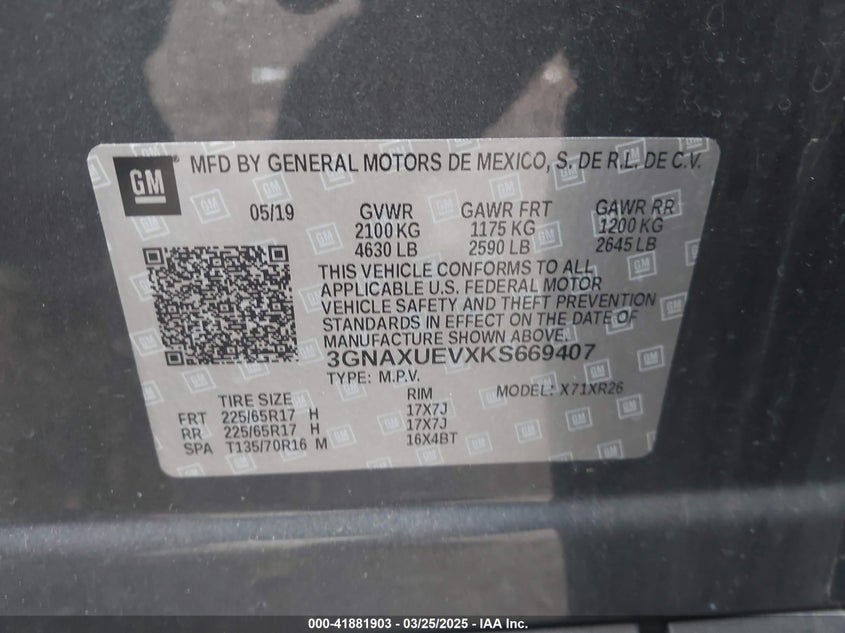 GM® MFD BY GENERAL MOTORS DE MEXICO, S. DE R.L. DE C.V.
05/19 GVWR GAWR FRT GAWR RR
2100 KG 1175 KG 1200 KG
4630 LB 2590 LB 2645 LB
THIS VEHICLE CONFORMS TO ALL
APPLICABLE U.S. FEDERAL MOTOR
VEHICLE SAFETY AND THEFT PREVENTION
STANDARDS IN EFFECT ON THE DATE OF
MANUFACTURE SHOWN ABOVE.
3GNAXUEVXKS669407
TYPE: M.P.V. MODEL: X71XR26
TIRE SIZE RIM
FRT 225/65R17 H 17X7J
RR 225/65R17 H 17X7J
SPA T135/70R16 M 16X4BT
000-41881903 - 03/25/2025 - IAA Inc.